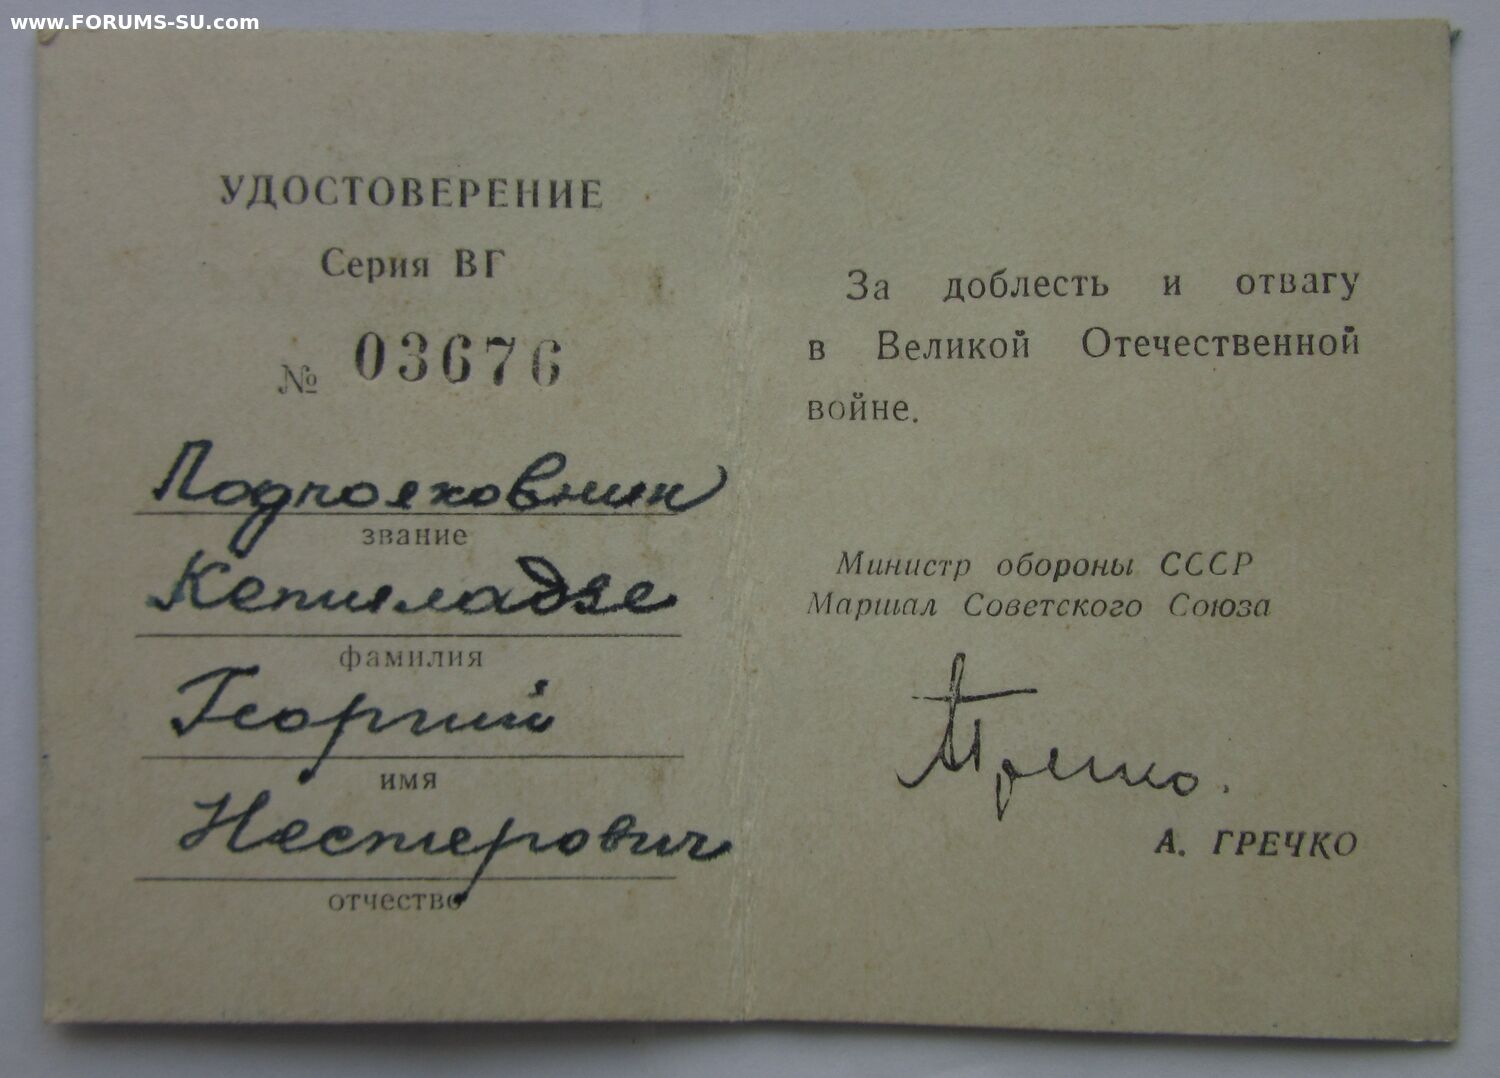 www.FORUMS-SU.com
УДОСТОВЕРЕНИЕ
Серия ВГ
№ 03676
Подполковник
звание
Кепиладзе
фамилия
Георгий
имя
Нестерович
отчество
За доблесть и отвагу
в Великой Отечественной
войне.
Министр обороны СССР
Маршал Советского Союза
Гречко.
А. ГРЕЧКО